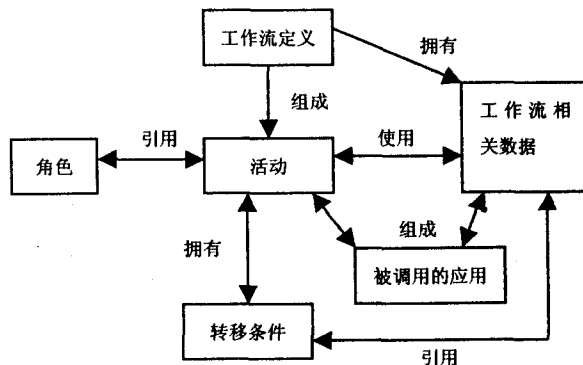 工作流定义
拥有
组成
工作流相
关数据
引用
使用
角色
活动
组成
拥有
被调用的应用
转移条件
引用